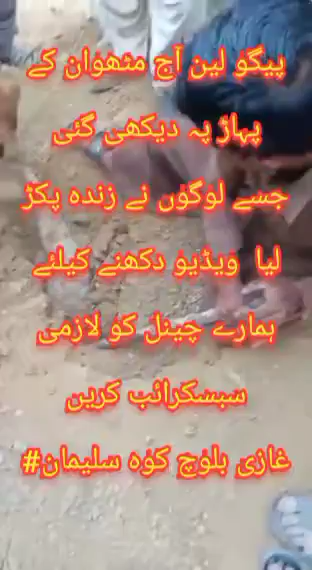 پیگو لین آج مٹھوان کے
پہاڑ پہ دیکھی گئی
جسے لوگوں نے زندہ پکڑ
لیا ویڈیو دکھنے کیلئے
ہمارے چینل کو لازمی
سبسکرائب کریں
غازی بلوچ کوہ سلیمان#